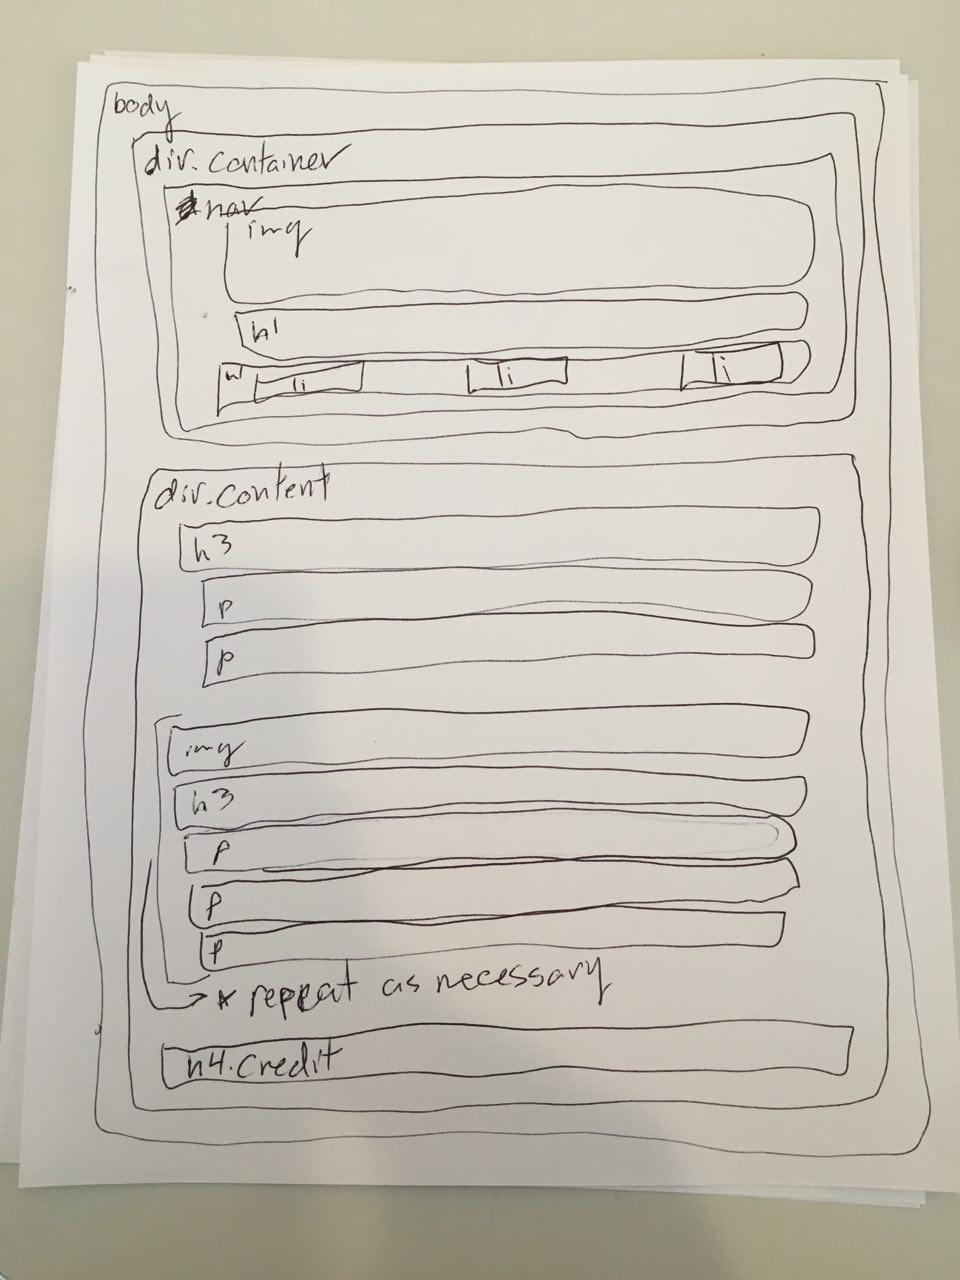 body
div.container
nav
img
h1
ul li li li
div.content
h3
p
p
img
h3
p
p
p
* repeat as necessary
h4.credit